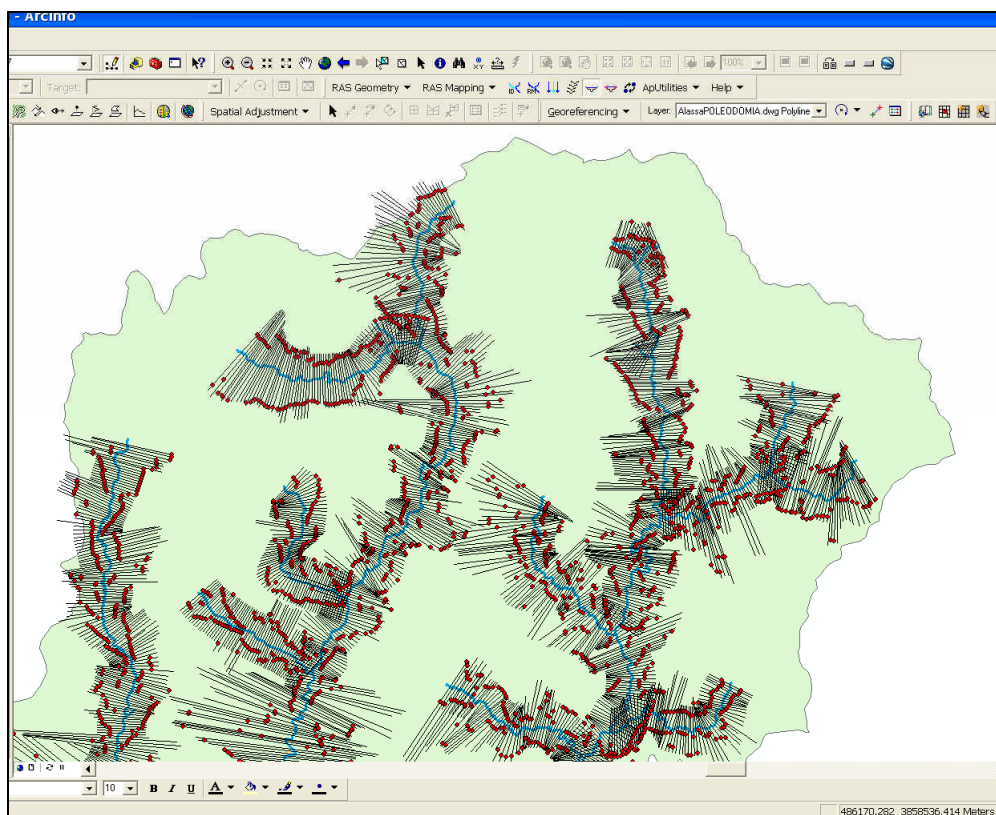 - ArcInfo
100%
Target: RAS Geometry RAS Mapping ApUtilities Help
Spatial Adjustment Georeferencing Layer: AlassaPOLEODOMIA.dwg Polyline
10 B I U A
486170.282 3858536.414 Meters